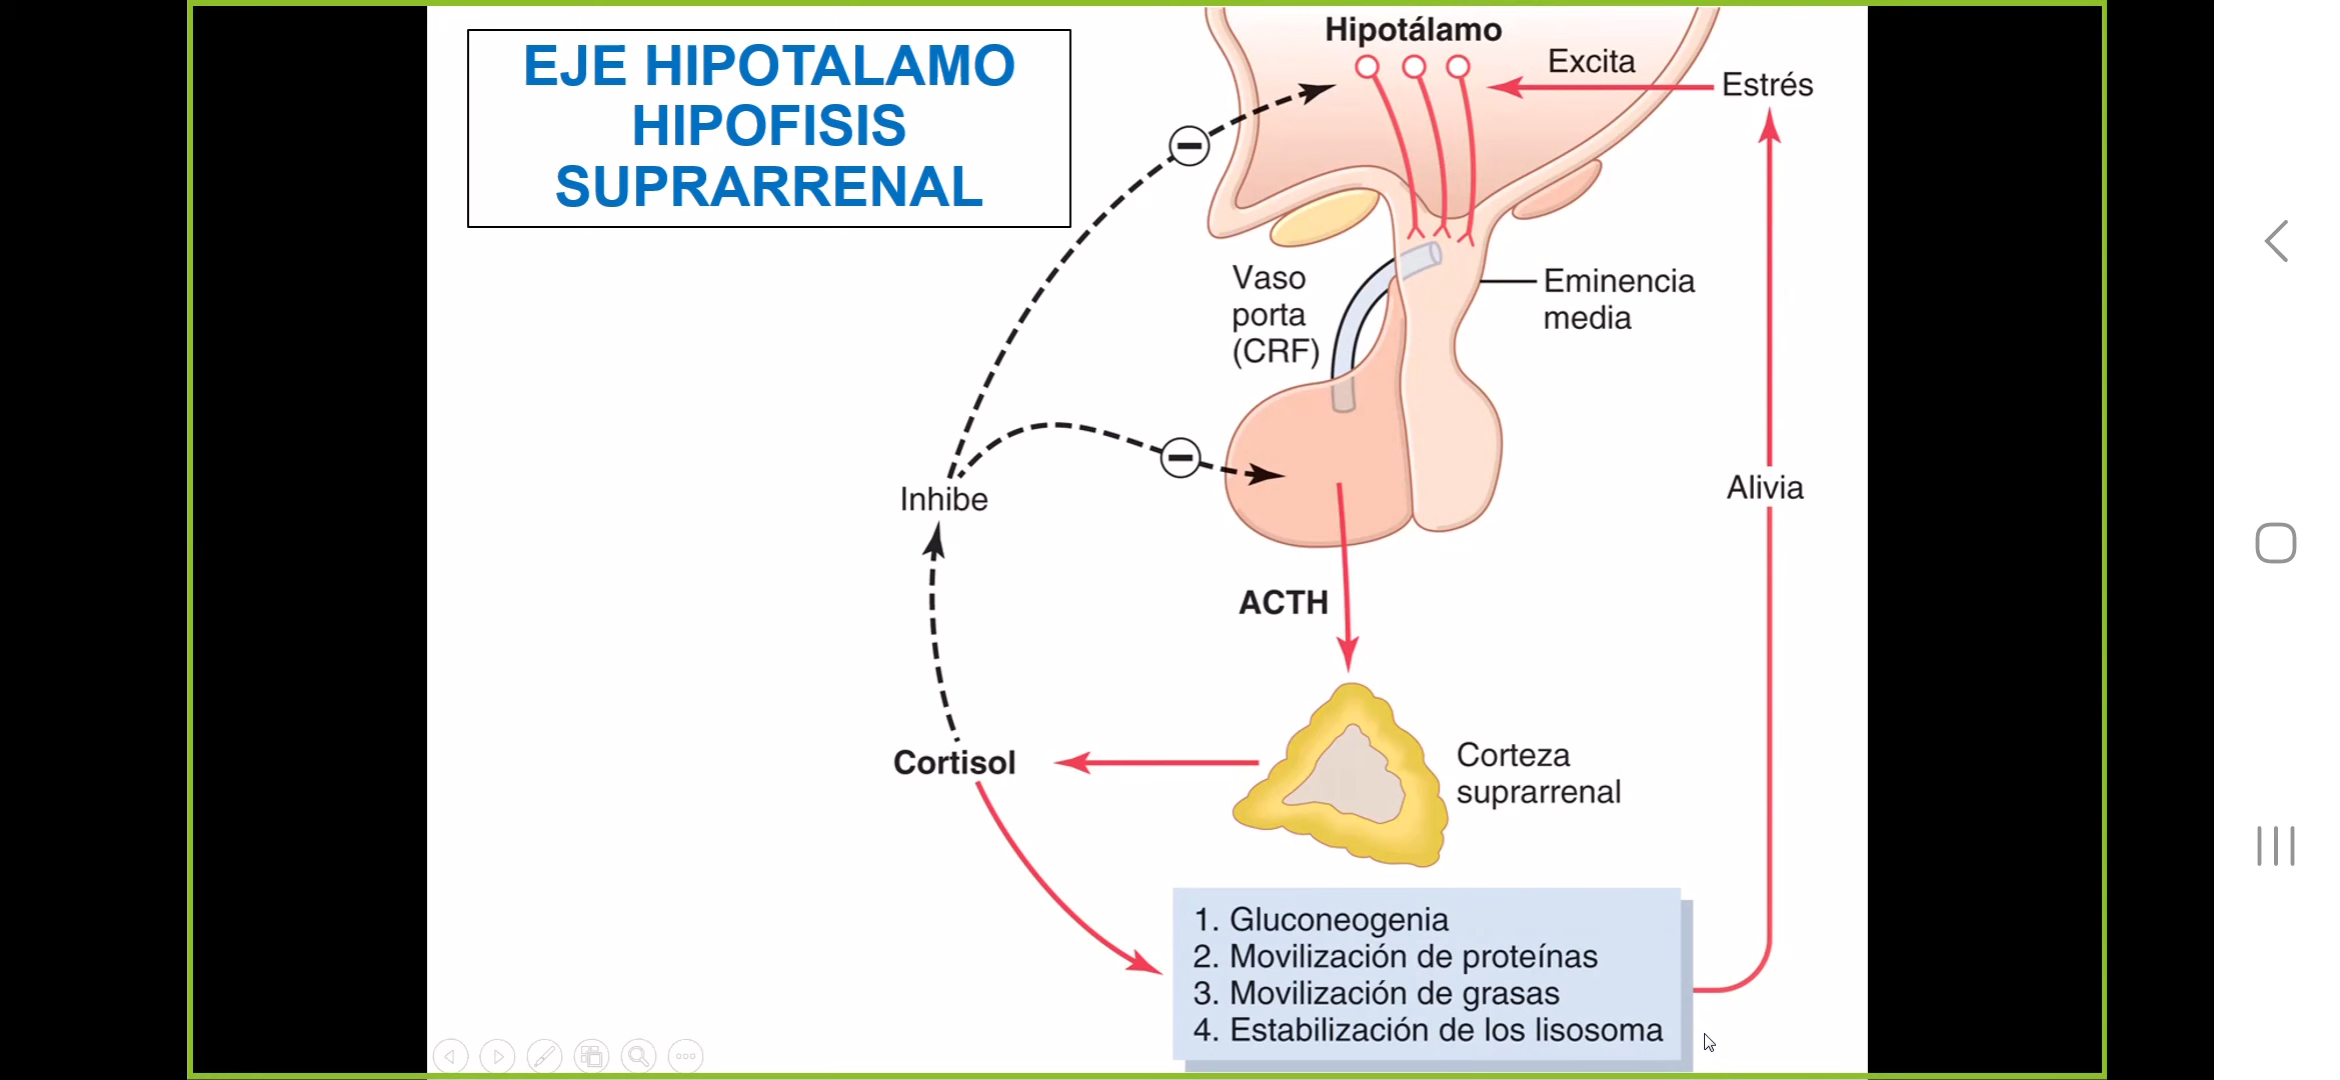 EJE HIPOTALAMO
HIPOFISIS
SUPRARRENAL
Hipotálamo
Excita
Estrés
Vaso
porta
(CRF)
Eminencia
media
Inhibe
Alivia
ACTH
Cortisol
Corteza
suprarrenal
1. Gluconeogenia
2. Movilización de proteínas
3. Movilización de grasas
4. Estabilización de los lisosoma